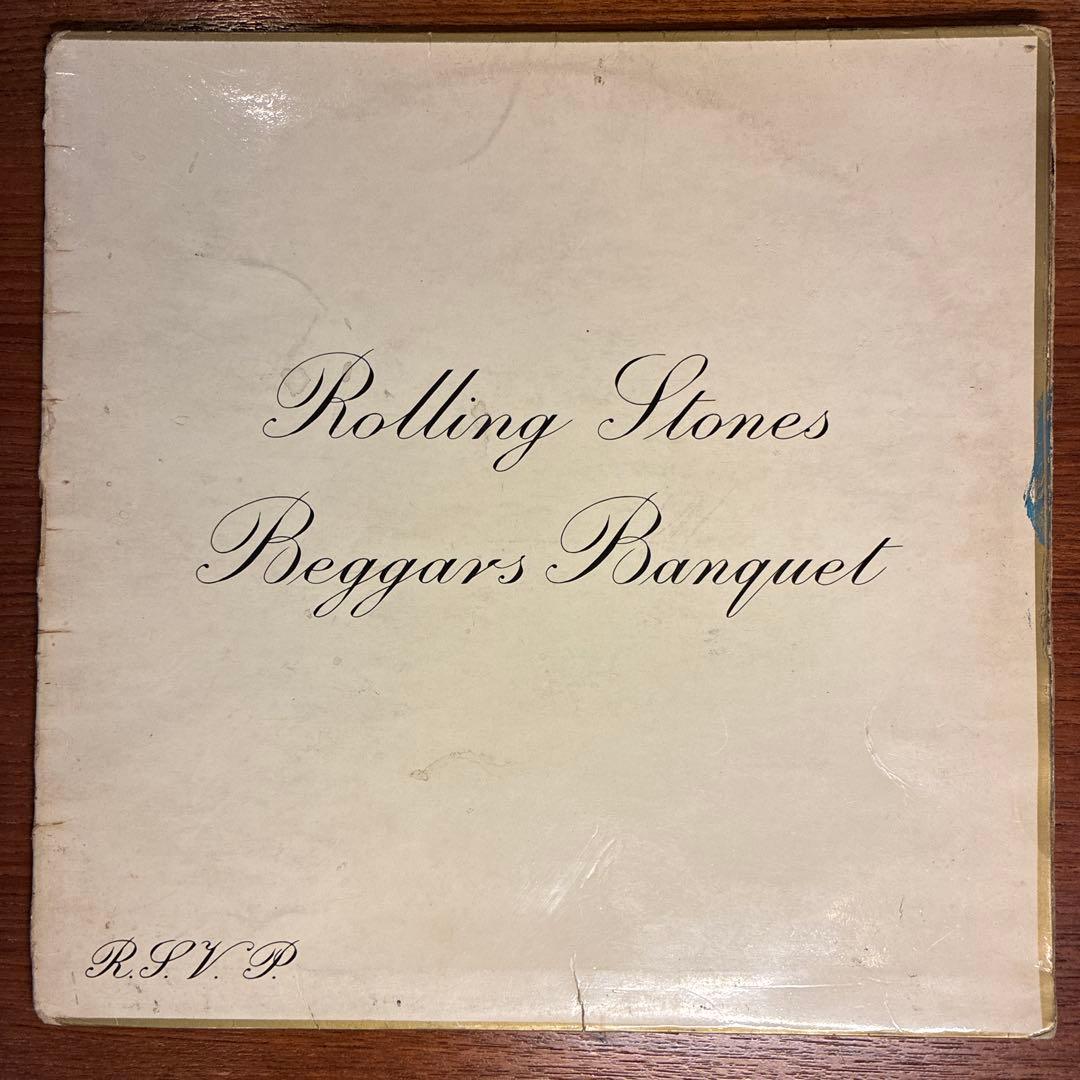 Rolling Stones
Beggars Banquet
R.S.V.P.